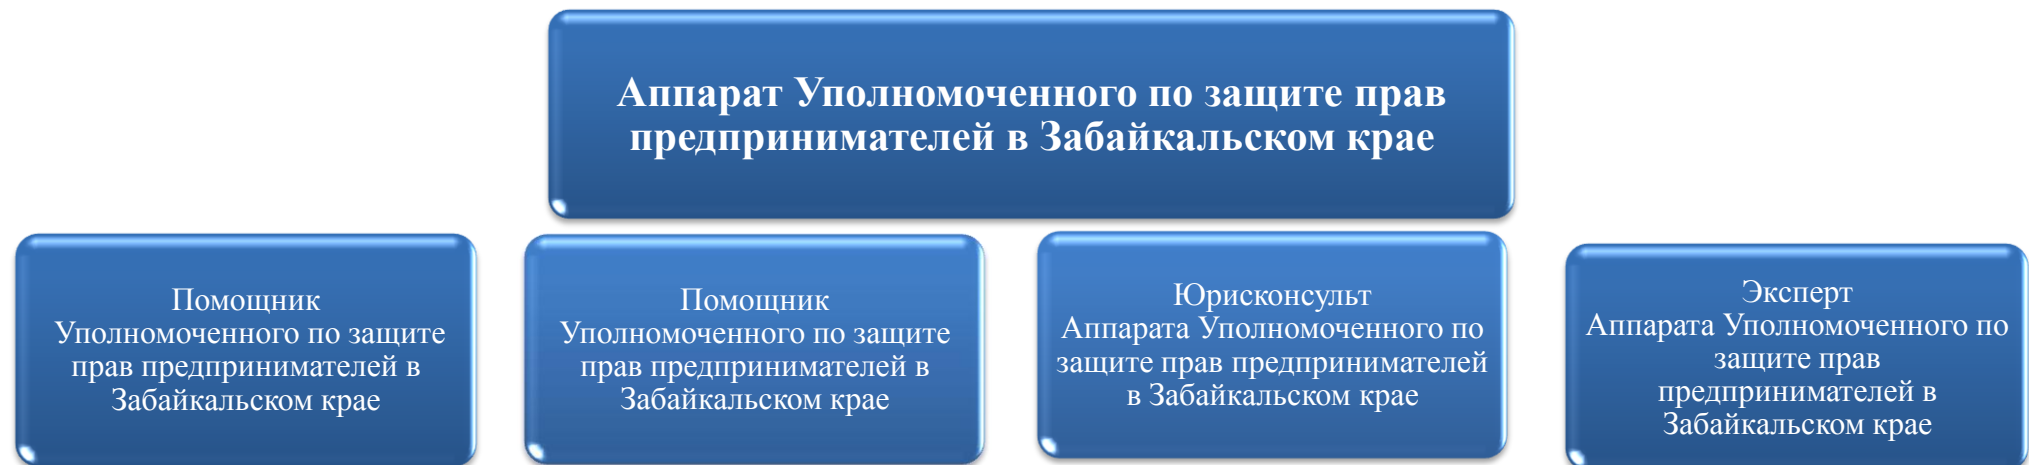 Аппарат Уполномоченного по защите прав
предпринимателей в Забайкальском крае
Помощник
Уполномоченного по защите
прав предпринимателей в
Забайкальском крае
Помощник
Уполномоченного по защите
прав предпринимателей в
Забайкальском крае
Юрисконсульт
Аппарата Уполномоченного по
защите прав предпринимателей
в Забайкальском крае
Эксперт
Аппарата Уполномоченного по
защите прав
предпринимателей в
Забайкальском крае